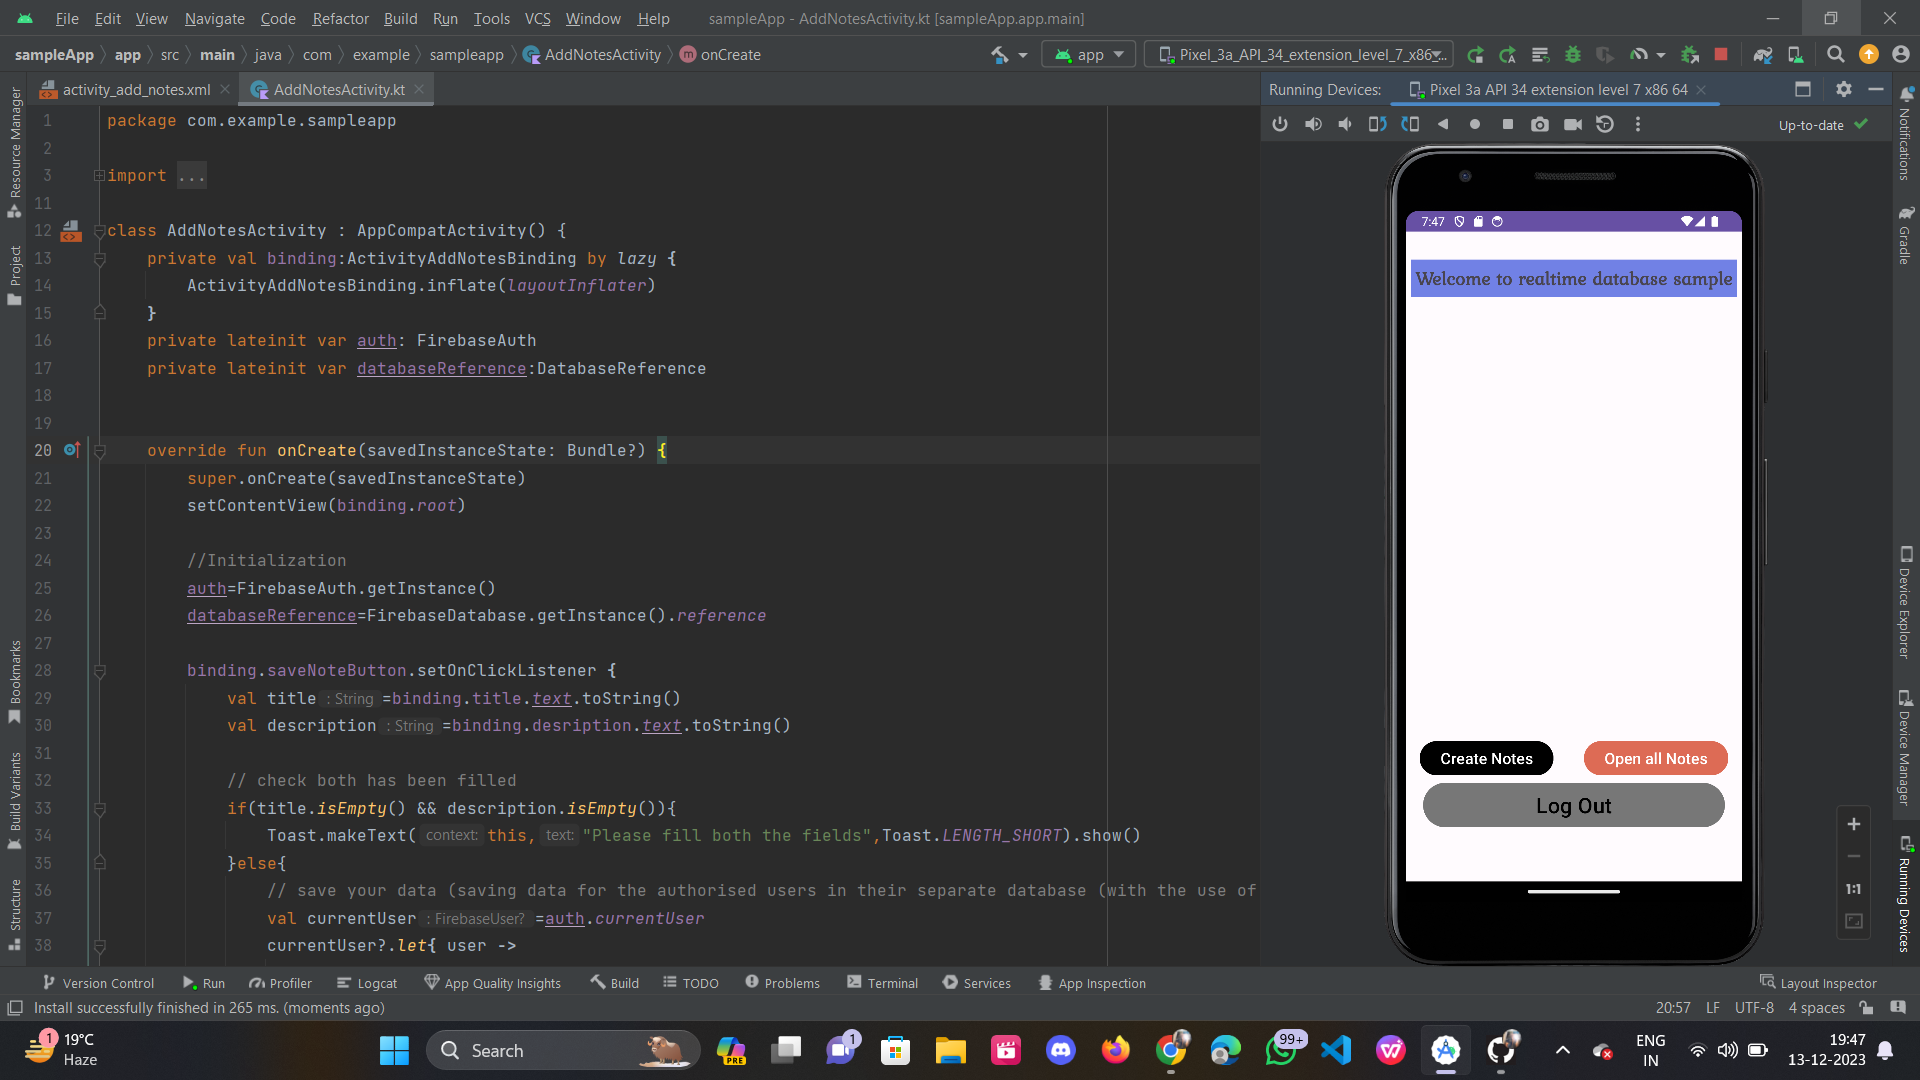 File Edit View Navigate Code Refactor Build Run Tools VCS Window Help sampleApp - AddNotesActivity.kt [sampleApp.app.main]
sampleApp app src main java com example sampleapp AddNotesActivity m onCreate app Pixel_3a_API_34_extension_level_7_x86...
activity_add_notes.xml AddNotesActivity.kt Running Devices: Pixel 3a API 34 extension level 7 x86 64
Up-to-date
Resource Manager
Project
Bookmarks
Build Variants
Structure
1 package com.example.sampleapp
2
3 import ...
11
12 class AddNotesActivity : AppCompatActivity() {
13 private val binding:ActivityAddNotesBinding by lazy {
14 ActivityAddNotesBinding.inflate(layoutInflater)
15 }
16 private lateinit var auth: FirebaseAuth
17 private lateinit var databaseReference:DatabaseReference
18
19
20 override fun onCreate(savedInstanceState: Bundle?) {
21 super.onCreate(savedInstanceState)
22 setContentView(binding.root)
23
24 //Initialization
25 auth=FirebaseAuth.getInstance()
26 databaseReference=FirebaseDatabase.getInstance().reference
27
28 binding.saveNoteButton.setOnClickListener {
29 val title : String =binding.title.text.toString()
30 val description : String =binding.desription.text.toString()
31
32 // check both has been filled
33 if(title.isEmpty() && description.isEmpty()){
34 Toast.makeText( context: this, text: "Please fill both the fields",Toast.LENGTH_SHORT).show()
35 }else{
36 // save your data (saving data for the authorised users in their separate database (with the use of
37 val currentUser : FirebaseUser? =auth.currentUser
38 currentUser?.let{ user ->
7:47
Welcome to realtime database sample
Create Notes Open all Notes
Log Out
1:1
Notifications
Gradle
Device Explorer
Device Manager
Running Devices
Version Control Run Profiler Logcat App Quality Insights Build TODO Problems Terminal Services App Inspection Layout Inspector
Install successfully finished in 265 ms. (moments ago) 20:57 LF UTF-8 4 spaces
1 19°C
Haze
Search
PRE
1
99+
ENG
IN
19:47
13-12-2023